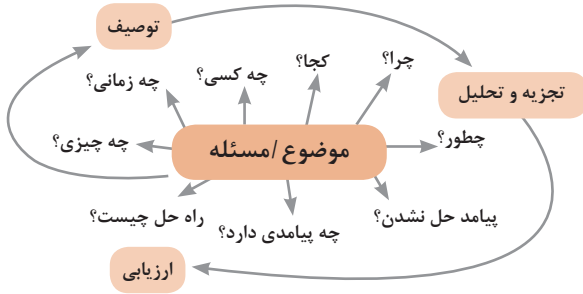 توصیف
کجا؟
چرا؟
چه کسی؟
چه زمانی؟
تجزیه و تحلیل
چطور؟
موضوع/مسئله
چه چیزی؟
پیامد حل نشدن؟
راه حل چیست؟
چه پیامدی دارد؟
ارزیابی